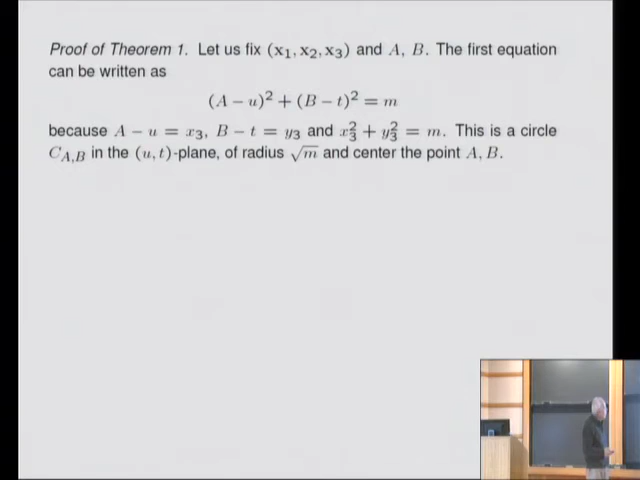 Proof of Theorem 1. Let us fix (x₁, x₂, x₃) and A, B. The first equation
can be written as
(A − u)² + (B − t)² = m
because A − u = x₃, B − t = y₃ and x₃² + y₃² = m. This is a circle
C_{A,B} in the (u, t)-plane, of radius √m and center the point A, B.